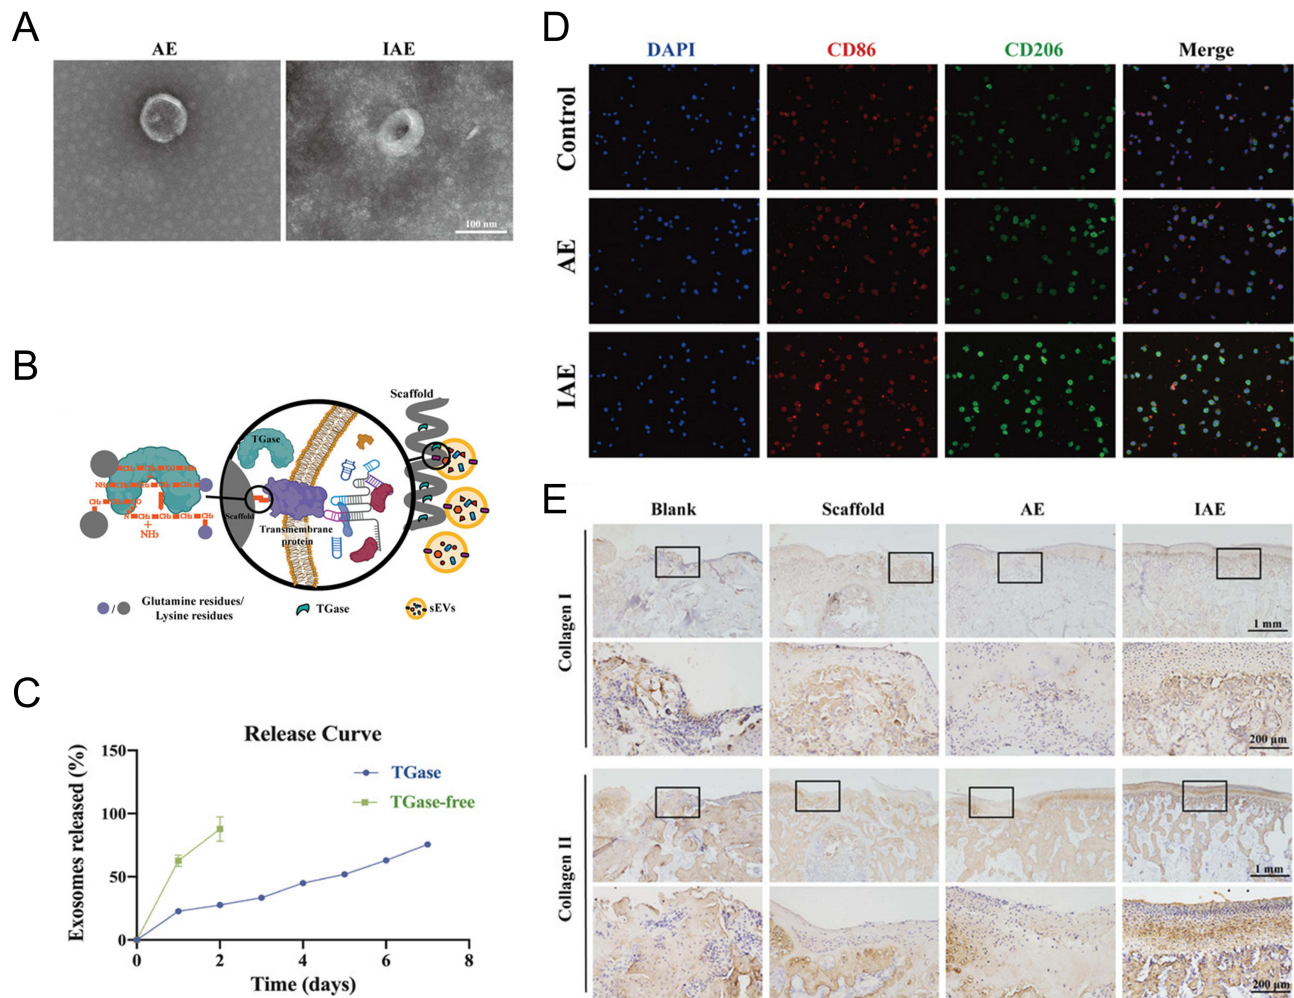 A
AE IAE
100 nm
B
Scaffold
TGase
Scaffold
Transmembrane
protein
NH₃
Glutamine residues/
Lysine residues
TGase
sEVs
C
Release Curve
Exosomes released (%)
150
100
50
0
0 2 4 6 8
Time (days)
TGase
TGase-free
D
DAPI CD86 CD206 Merge
Control
AE
IAE
E
Blank Scaffold AE IAE
Collagen I
1 mm
200 μm
Collagen II
1 mm
200 μm